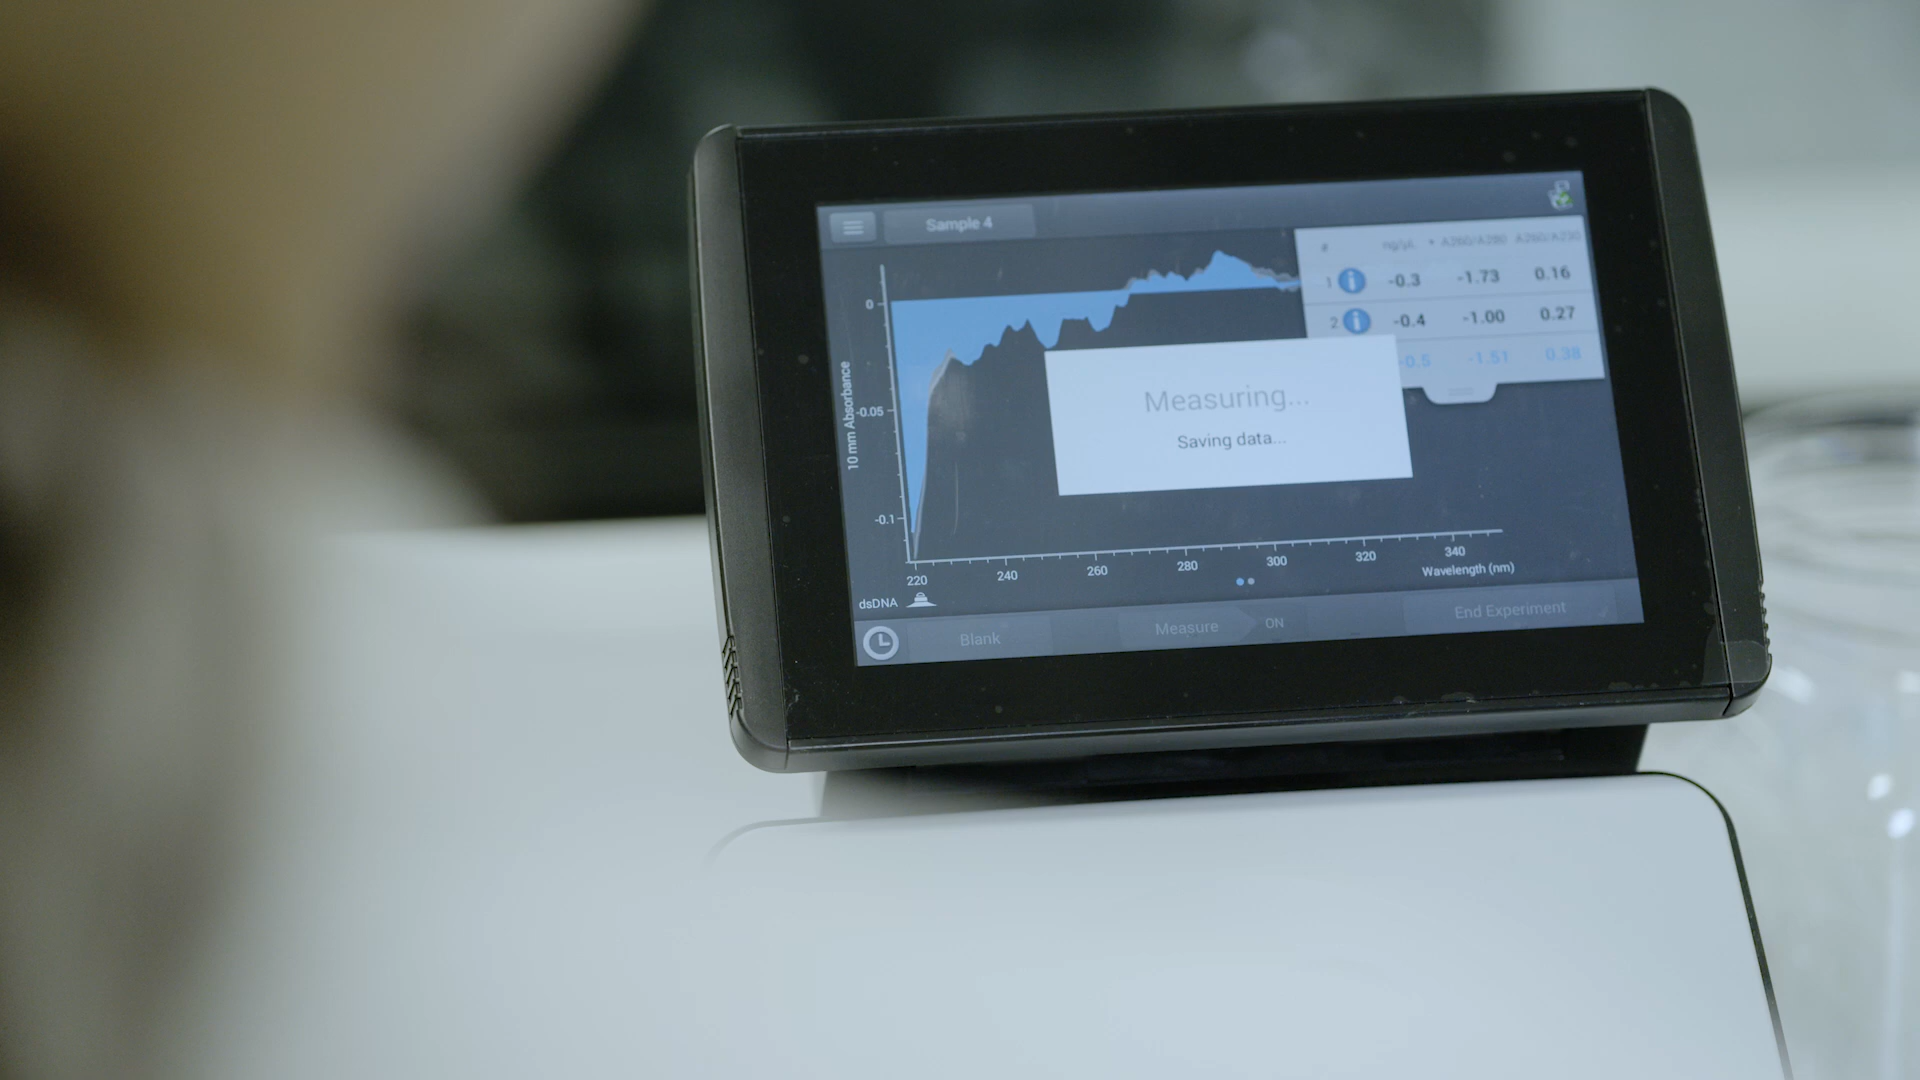 Sample 4
# ng/µL A260/A280 A260/A230
1 -0.3 -1.73 0.16
2 -0.4 -1.00 0.27
-0.5 -1.51 0.38
0
-0.05
-0.1
10 mm Absorbance
Measuring...
Saving data...
220 240 260 280 300 320 340
Wavelength (nm)
dsDNA
Blank Measure ON End Experiment